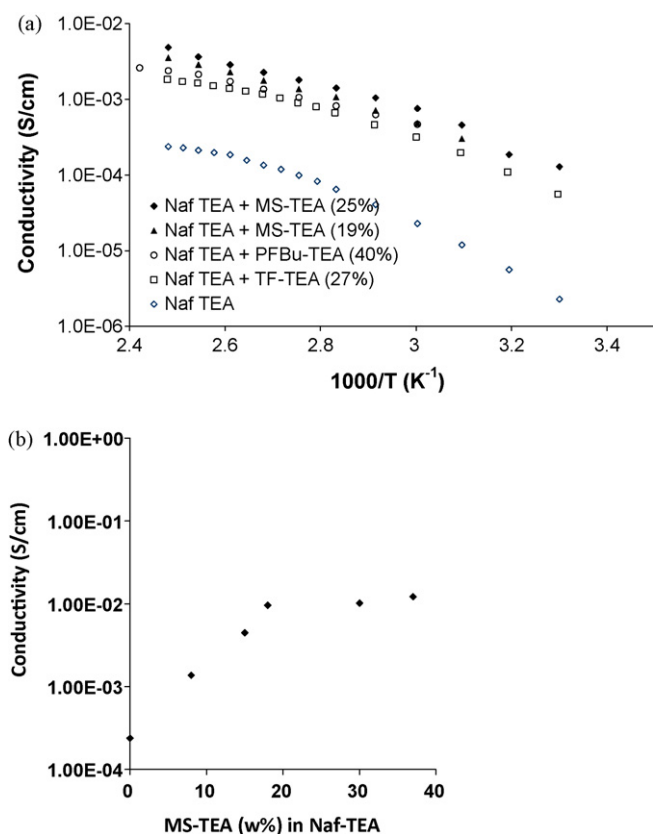 (a)
1.0E-02
1.0E-03
1.0E-04
1.0E-05
1.0E-06
Conductivity (S/cm)
Naf TEA + MS-TEA (25%)
Naf TEA + MS-TEA (19%)
Naf TEA + PFBu-TEA (40%)
Naf TEA + TF-TEA (27%)
Naf TEA
2.4 2.6 2.8 3 3.2 3.4
1000/T (K⁻¹)
(b)
1.00E+00
1.00E-01
1.00E-02
1.00E-03
1.00E-04
Conductivity (S/cm)
0 10 20 30 40
MS-TEA (w%) in Naf-TEA